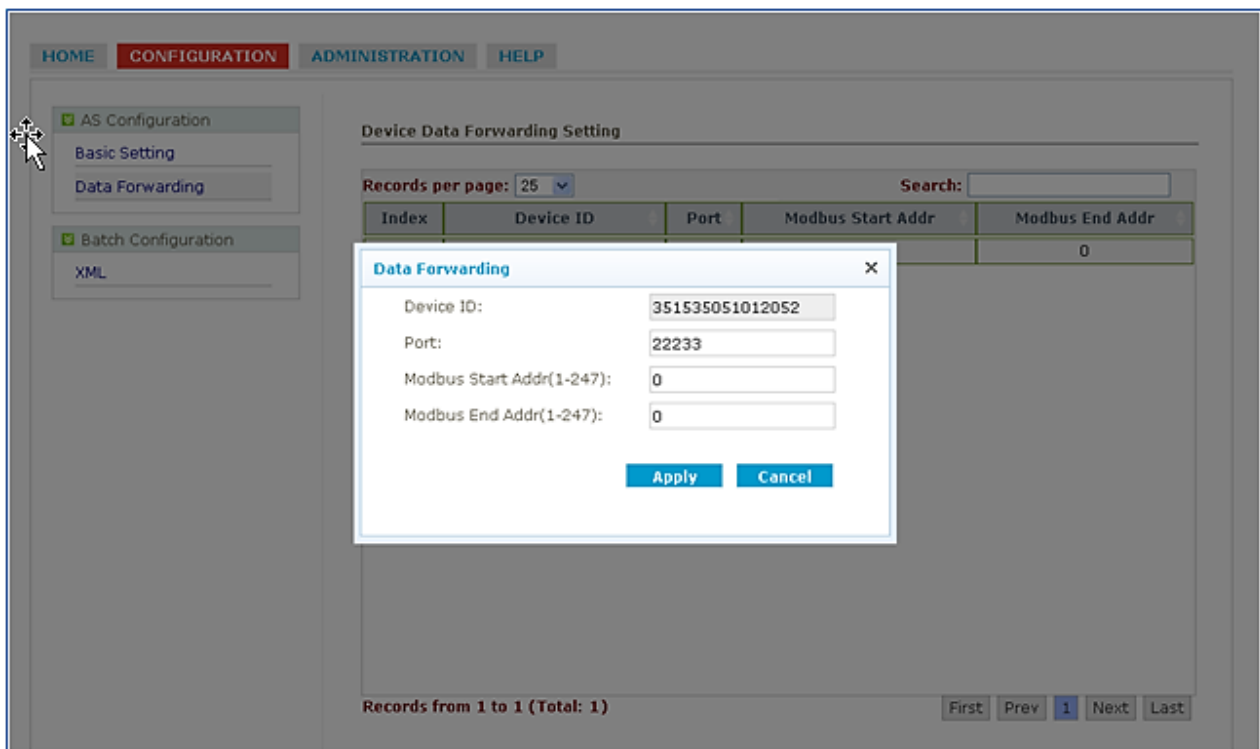 HOME CONFIGURATION ADMINISTRATION HELP
AS Configuration
Basic Setting
Data Forwarding
Batch Configuration
XML
Device Data Forwarding Setting
Records per page: 25 Search:
Index Device ID Port Modbus Start Addr Modbus End Addr
0
Data Forwarding ×
Device ID: 351535051012052
Port: 22233
Modbus Start Addr(1-247): 0
Modbus End Addr(1-247): 0
Apply Cancel
Records from 1 to 1 (Total: 1) First Prev 1 Next Last